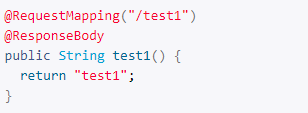 @RequestMapping("/test1")
@ResponseBody
public String test1() {
  return "test1";
}